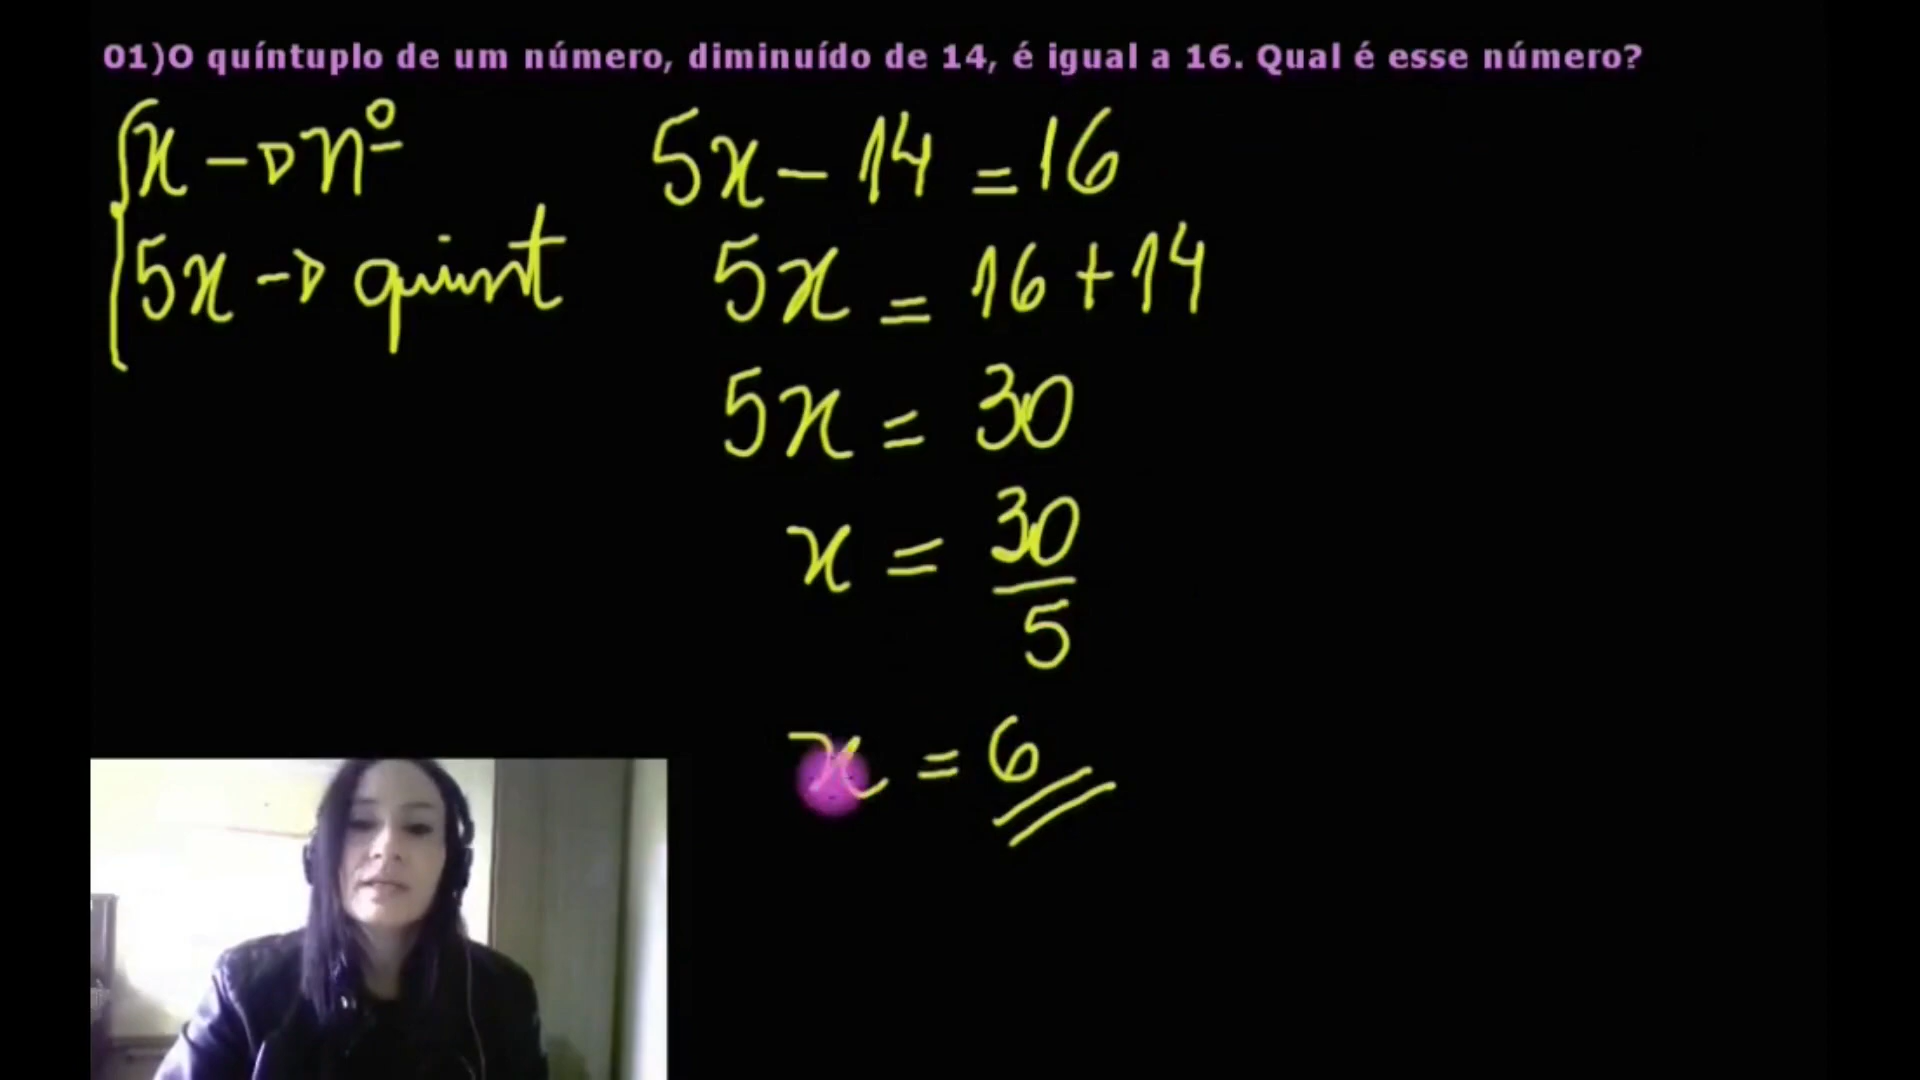 01)O quíntuplo de um número, diminuído de 14, é igual a 16. Qual é esse número?
x → nº
5x → quint
5x - 14 = 16
5x = 16 + 14
5x = 30
x = 30/5
x = 6